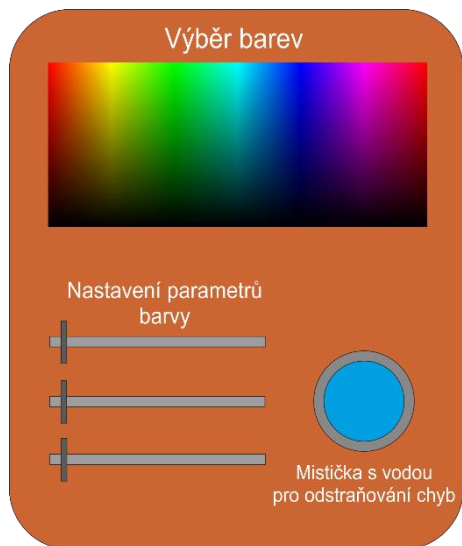 Výběr barev
Nastavení parametrů
barvy
Mistička s vodou
pro odstraňování chyb